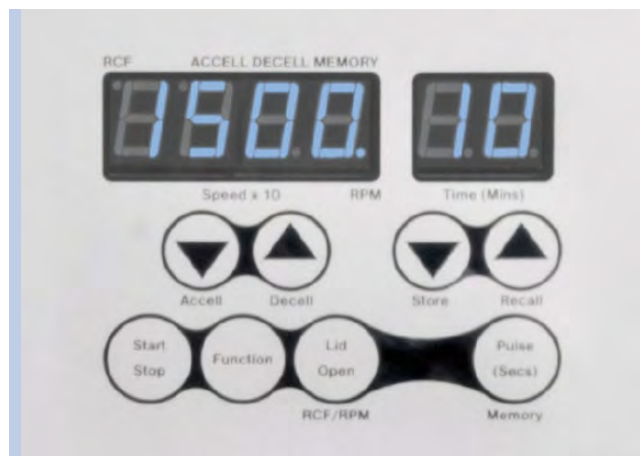 RCF ACCELL DECELL MEMORY
1500. 10
Speed x 10 RPM Time (Mins)
Accell Decell Store Recall
Start Stop
Function
Lid Open
Pulse (Secs)
RCF/RPM Memory